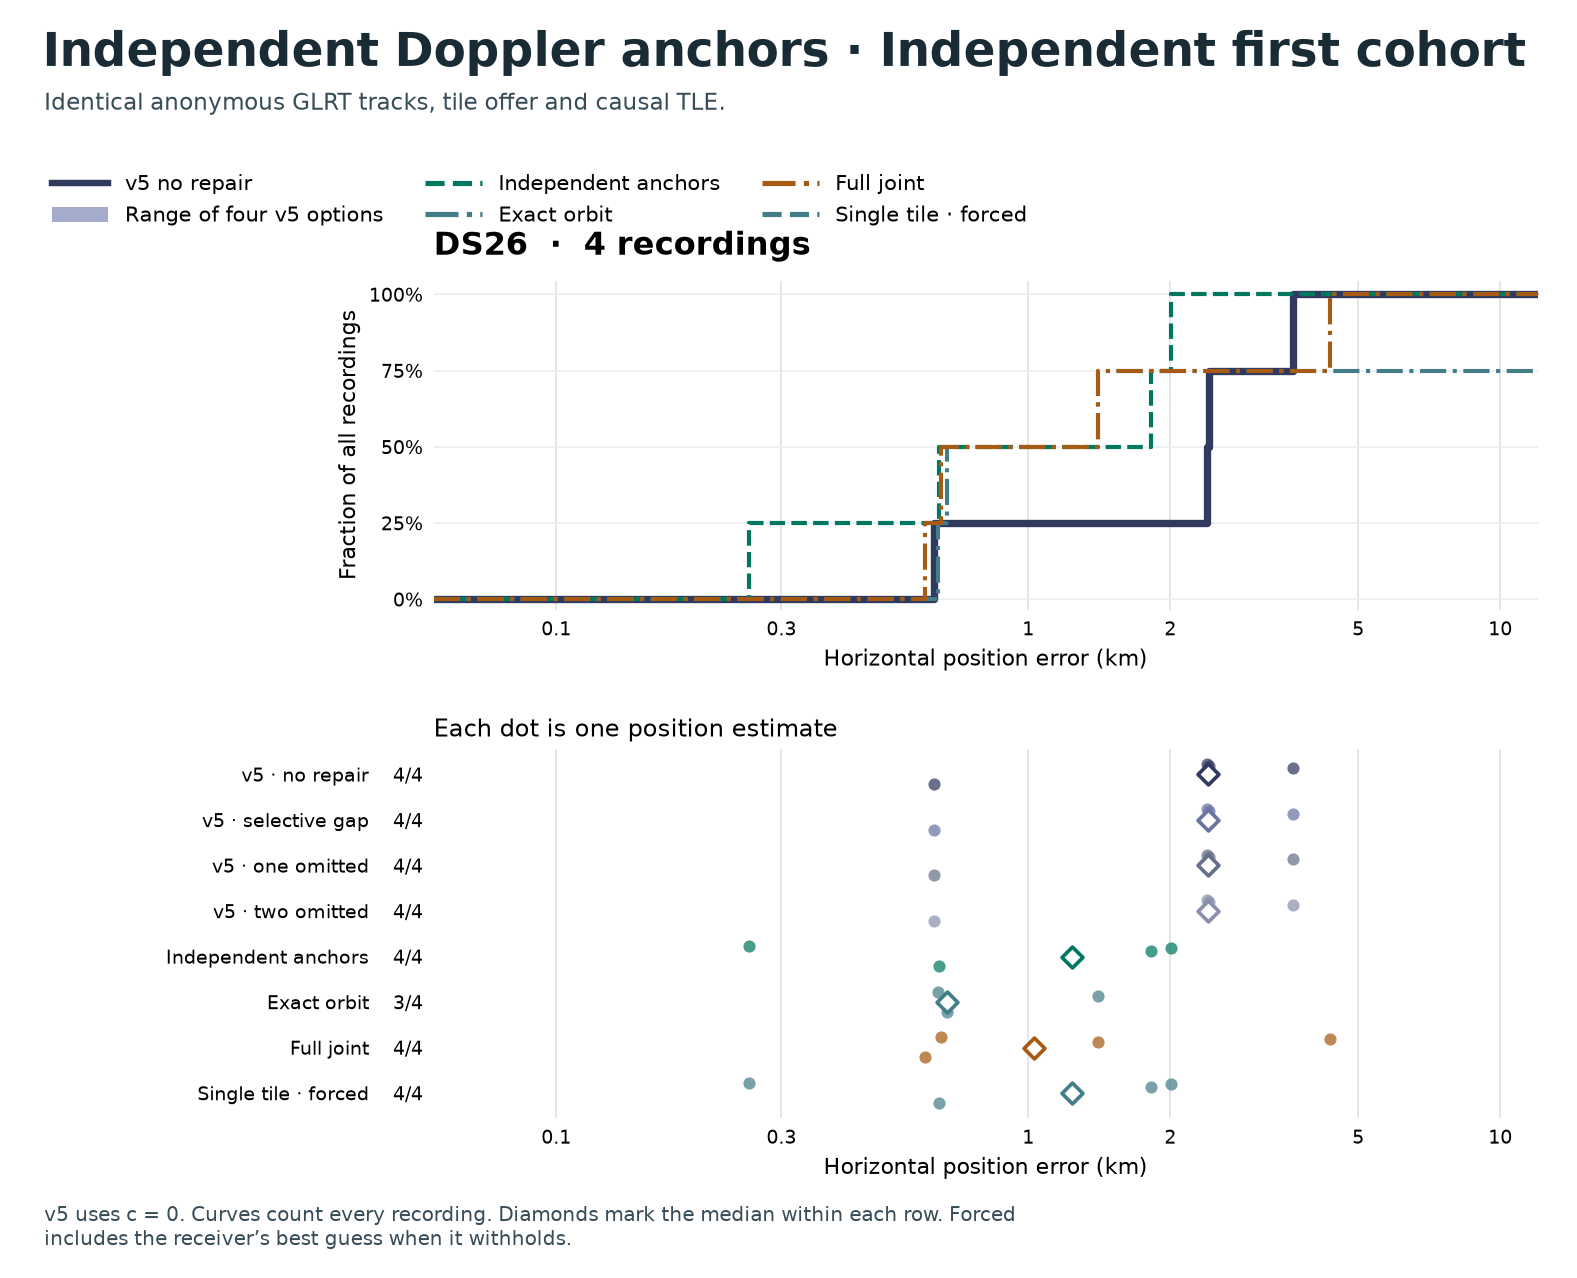 Independent Doppler anchors · Independent first cohort
Identical anonymous GLRT tracks, tile offer and causal TLE.
v5 no repair
Independent anchors
Full joint
Range of four v5 options
Exact orbit
Single tile · forced
DS26 · 4 recordings
Fraction of all recordings
100%
75%
50%
25%
0%
0.1 0.3 1 2 5 10
Horizontal position error (km)
Each dot is one position estimate
v5 · no repair 4/4
v5 · selective gap 4/4
v5 · one omitted 4/4
v5 · two omitted 4/4
Independent anchors 4/4
Exact orbit 3/4
Full joint 4/4
Single tile · forced 4/4
0.1 0.3 1 2 5 10
Horizontal position error (km)
v5 uses c = 0. Curves count every recording. Diamonds mark the median within each row. Forced
includes the receiver’s best guess when it withholds.